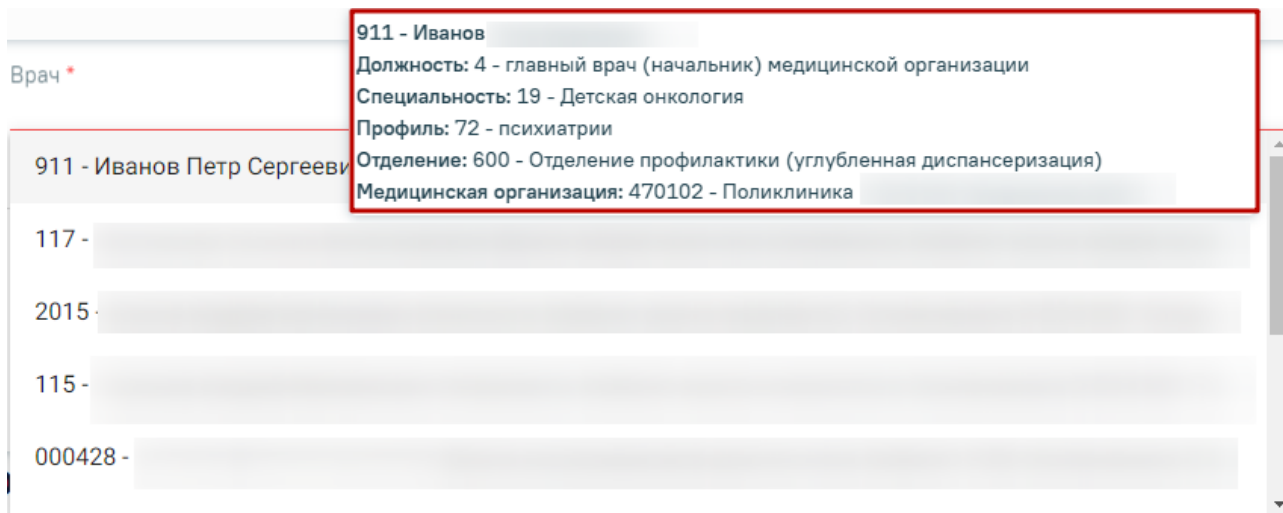 911 - Иванов
Должность: 4 - главный врач (начальник) медицинской организации
Врач *
Специальность: 19 - Детская онкология
Профиль: 72 - психиатрии
911 - Иванов Петр Сергееви
Отделение: 600 - Отделение профилактики (углубленная диспансеризация)
Медицинская организация: 470102 - Поликлиника
117 -
2015 -
115 -
000428 -